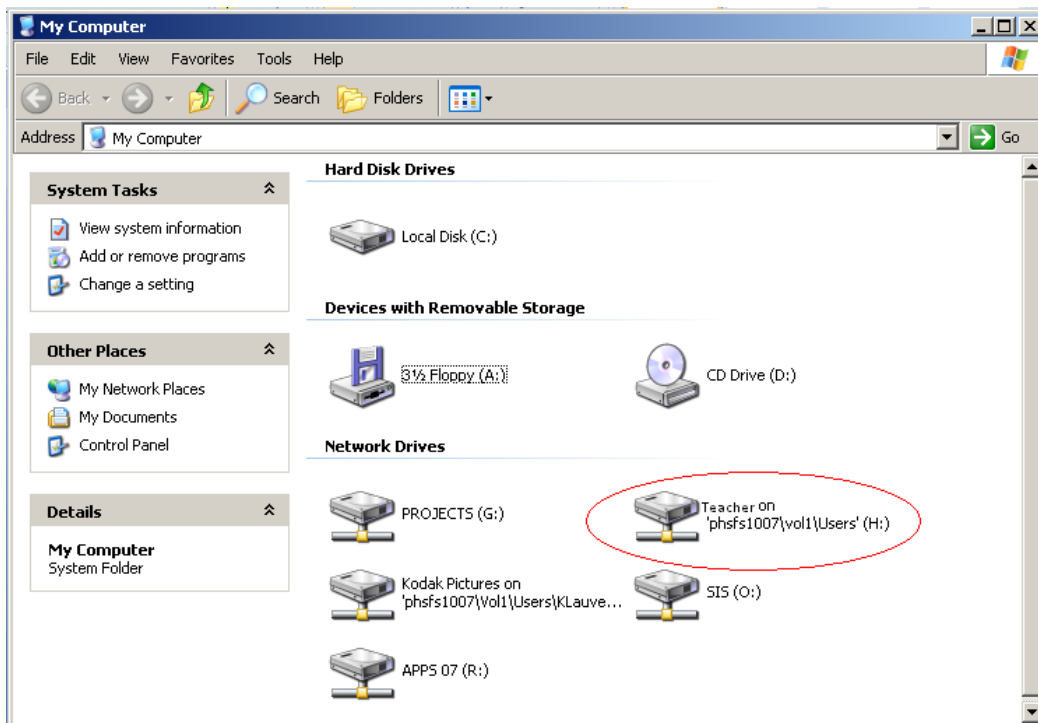 My Computer
File Edit View Favorites Tools Help
Back Search Folders
Address My Computer Go
System Tasks
View system information
Add or remove programs
Change a setting
Other Places
My Network Places
My Documents
Control Panel
Details
My Computer
System Folder
Hard Disk Drives
Local Disk (C:)
Devices with Removable Storage
3½ Floppy (A:)
CD Drive (D:)
Network Drives
PROJECTS (G:)
Teacher on
'phsfs1007\vol1\Users' (H:)
Kodak Pictures on
'phsfs1007\Vol1\Users\KLauve...
SIS (O:)
APPS 07 (R:)